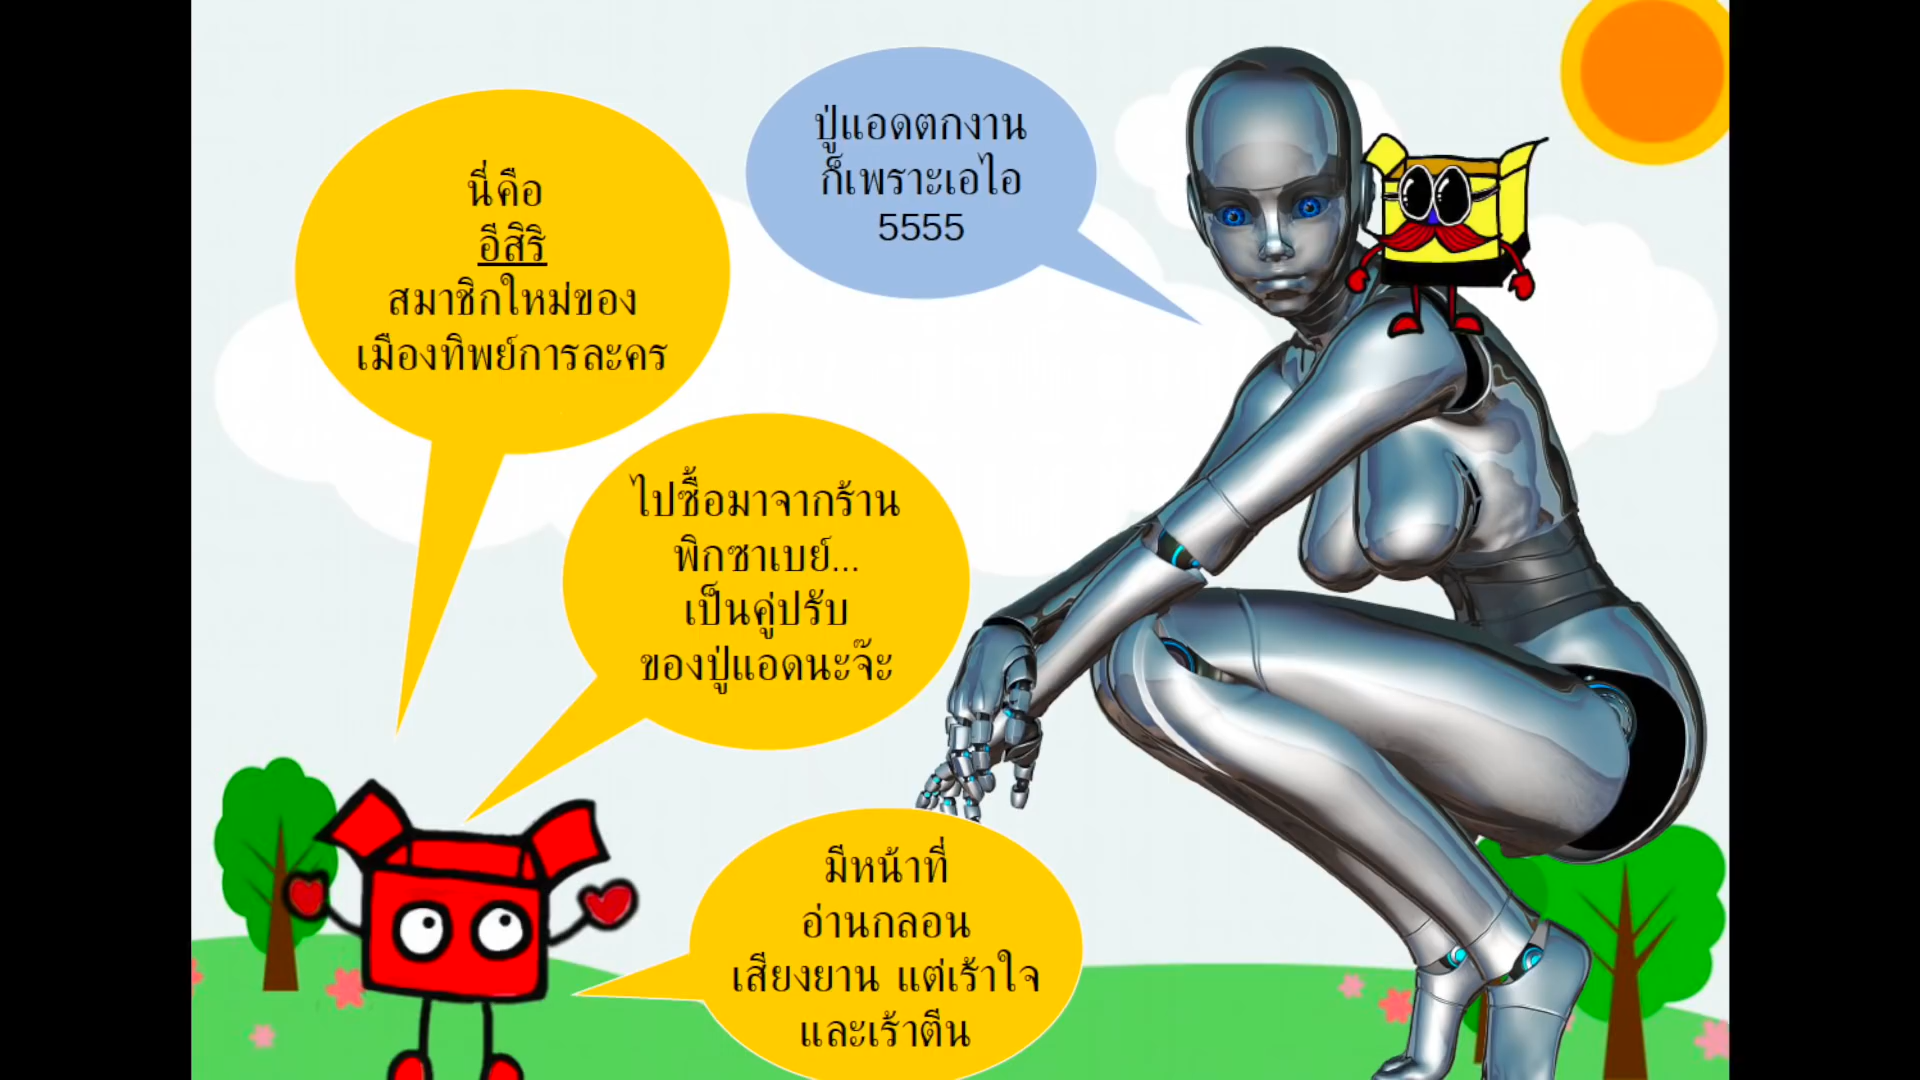 นี่คือ
อีสิริ
สมาชิกใหม่ของ
เมืองทิพย์การละคร
ปู่แอดตกงาน
ก็เพราะเอไอ
5555
ไปซื้อมาจากร้าน
พิกซาเบย์...
เป็นคู่ปรับ
ของปู่แอดนะจ๊ะ
มีหน้าที่
อ่านกลอน
เสียงยาน แต่เร้าใจ
และเร้าตีน